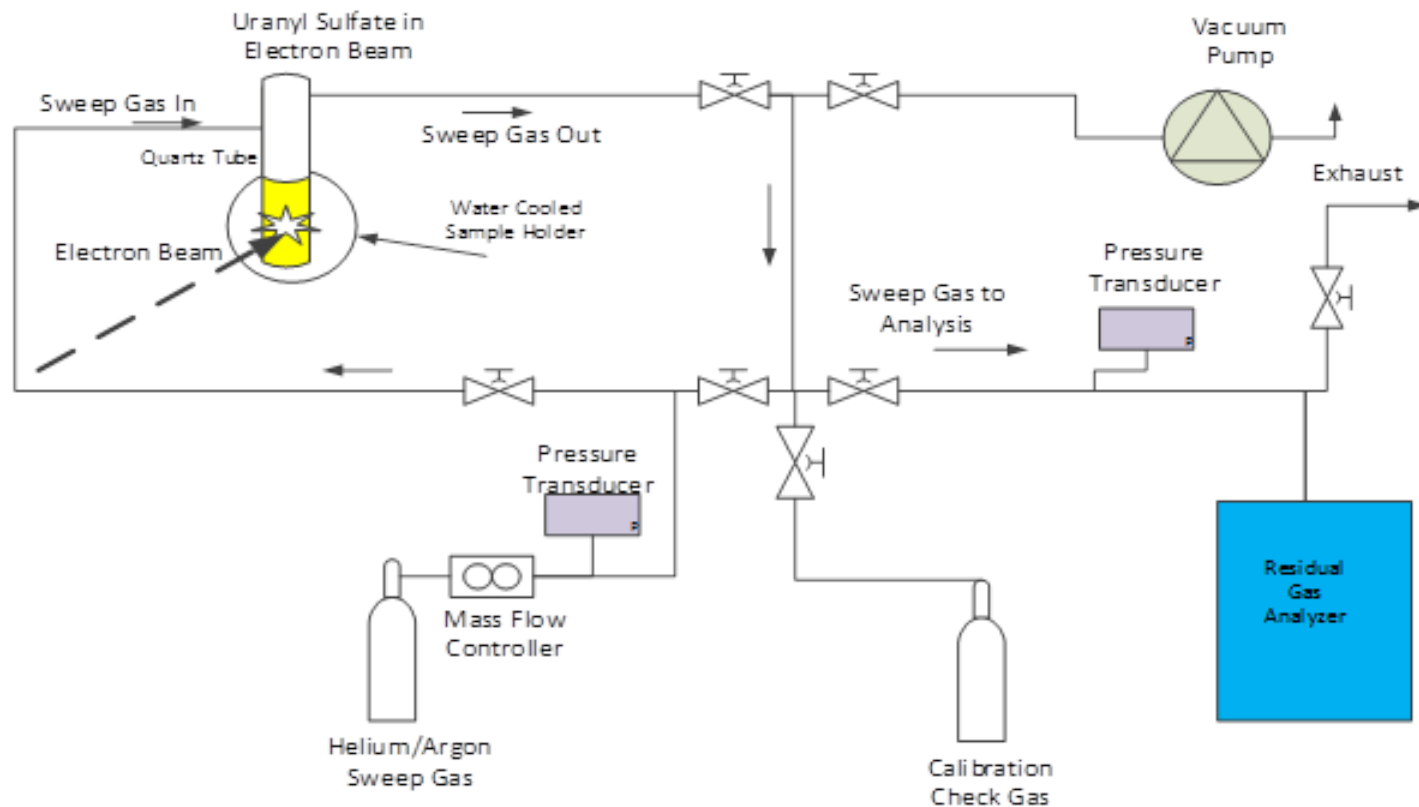 Uranyl Sulfate in
Electron Beam
Vacuum
Pump
Sweep Gas In
Sweep Gas Out
Quartz Tube
Exhaust
Water Cooled
Sample Holder
Electron Beam
Pressure
Transducer
Sweep Gas to
Analysis
P
Pressure
Transducer
P
Residual
Gas
Analyzer
Mass Flow
Controller
Helium/Argon
Sweep Gas
Calibration
Check Gas